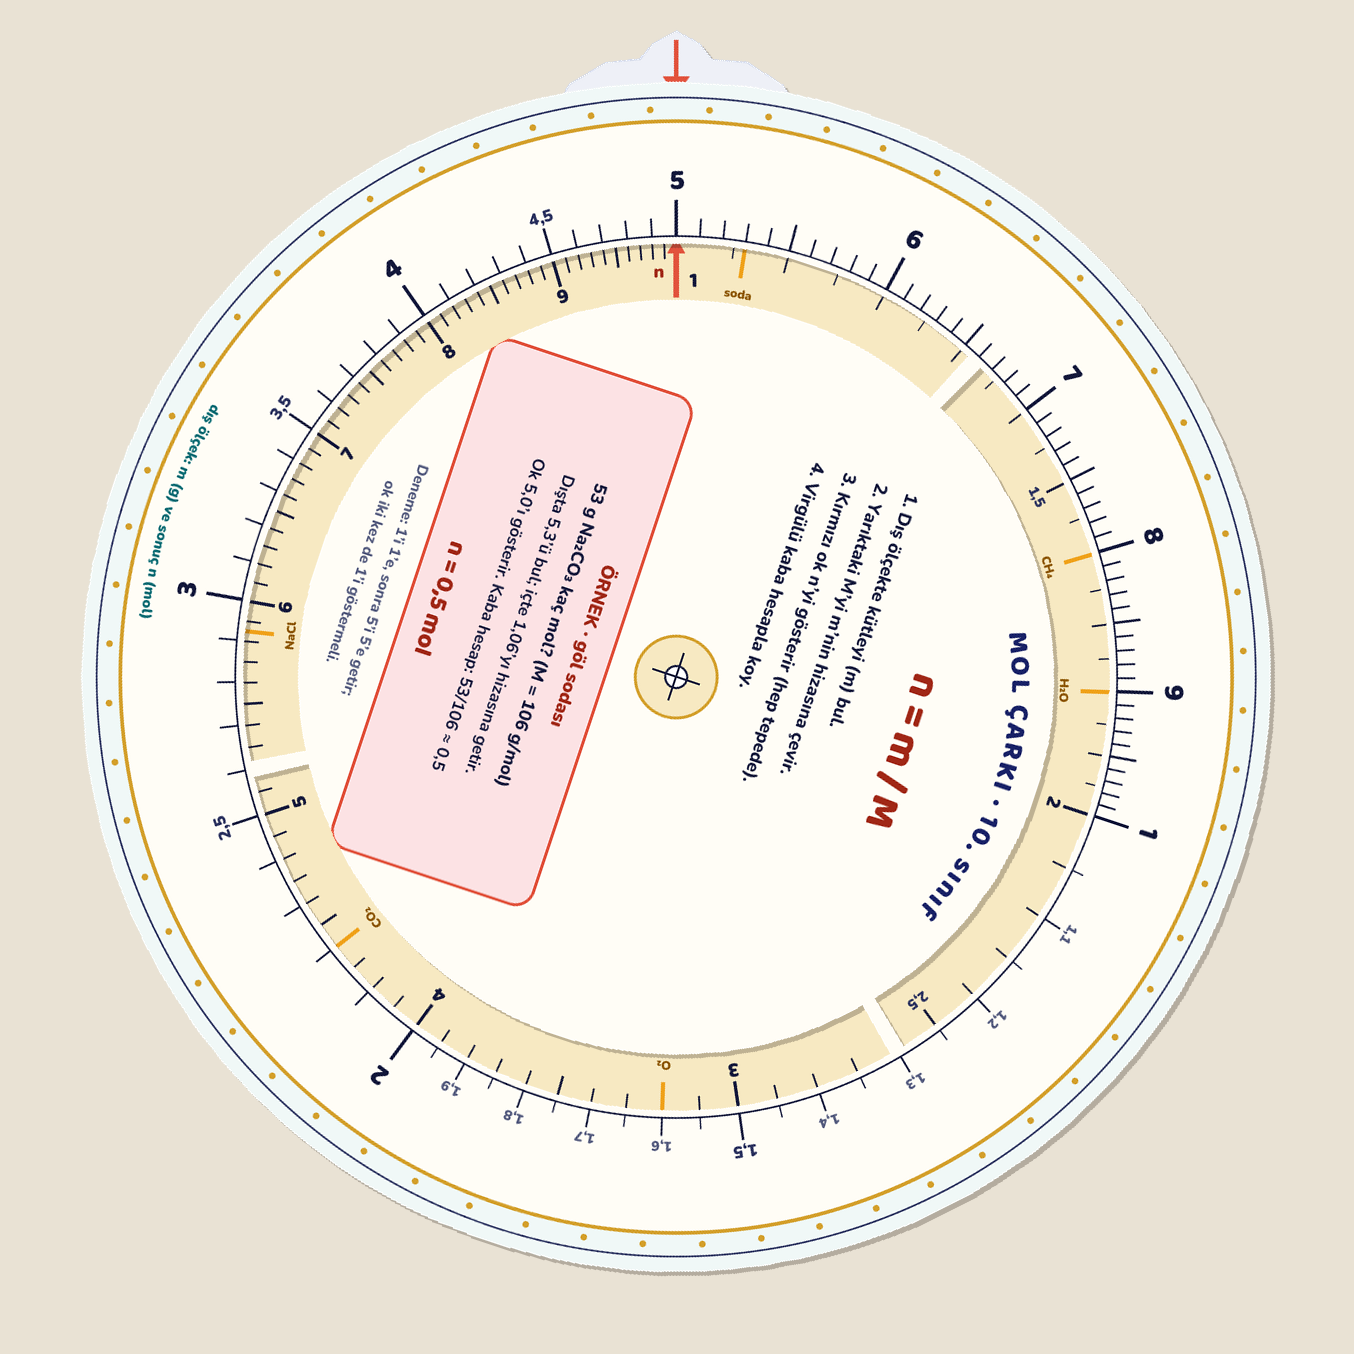 MOL ÇARKI · 10. SINIF
n = m / M
1. Dış ölçekte kütleyi (m) bul.
2. Yarıktaki M'yi m'nin hizasına çevir.
3. Kırmızı ok n'yi gösterir (hep tepede).
4. Virgülü kaba hesapla koy.
ÖRNEK · göl sodası
53 g Na₂CO₃ kaç mol? (M = 106 g/mol)
Dışta 5,3'ü bul; içte 1,06'yı hizasına getir.
Ok 5,0'ı gösterir. Kaba hesap: 53/106 ≈ 0,5
n = 0,5 mol
Deneme: 1'i 1'e, sonra 5'i 5'e getir;
ok iki kez de 1'i göstermeli.
dış ölçek: m (g) ve sonuç n (mol)
5
6
7
8
9
1
1,1
1,2
1,3
1,4
1,5
1,6
1,7
1,8
1,9
2
2,5
3
3,5
4
4,5
n
1
soda
1,5
CH₄
H₂O
2
2,5
3
O₂
4
CO₂
5
NaCl
6
7
8
9